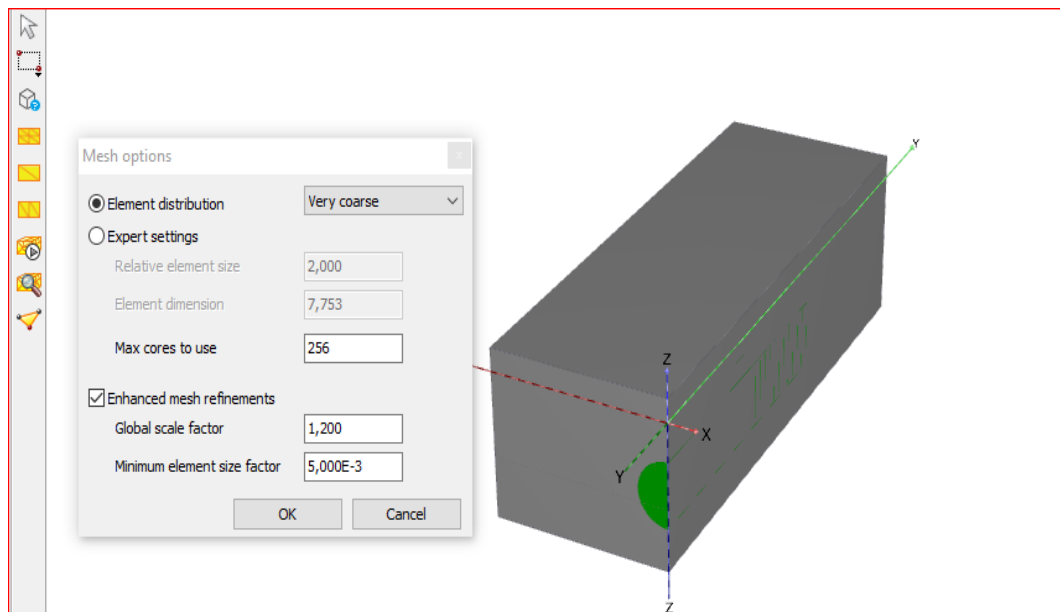 Mesh options
x
Element distribution
Very coarse
Expert settings
Relative element size
2,000
Element dimension
7,753
Max cores to use
256
Enhanced mesh refinements
Global scale factor
1,200
Minimum element size factor
5,000E-3
OK
Cancel
Y
Z
X
Y
Z